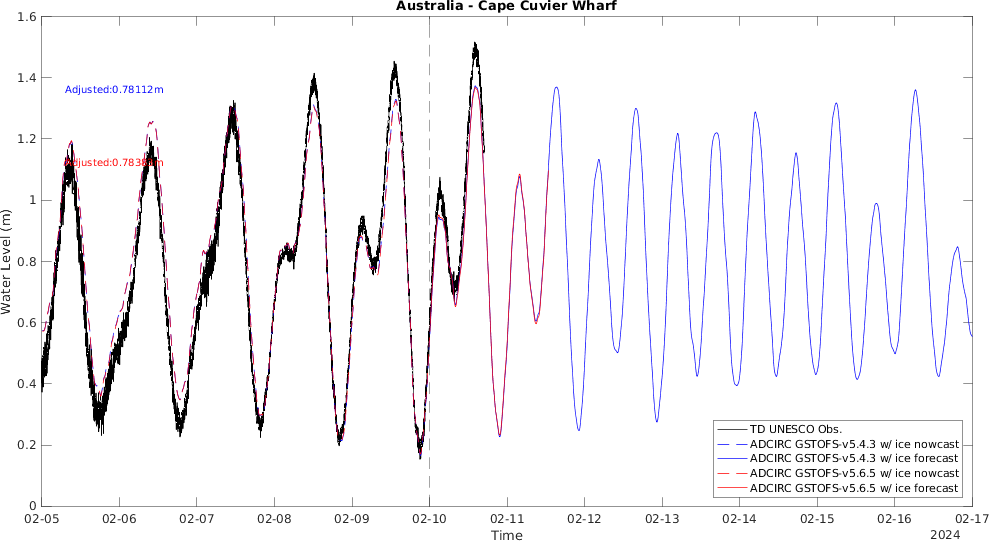 Australia - Cape Cuvier Wharf
1.6
1.4
1.2
1
0.8
0.6
0.4
0.2
0
Water Level (m)
Adjusted:0.78112m
02-05
02-06
02-07
02-08
02-09
02-10
02-11
02-12
02-13
02-14
02-15
02-16
02-17
Time
2024
TD UNESCO Obs.
ADCIRC GSTOFS-v5.4.3 w/ ice nowcast
ADCIRC GSTOFS-v5.4.3 w/ ice forecast
ADCIRC GSTOFS-v5.6.5 w/ ice nowcast
ADCIRC GSTOFS-v5.6.5 w/ ice forecast